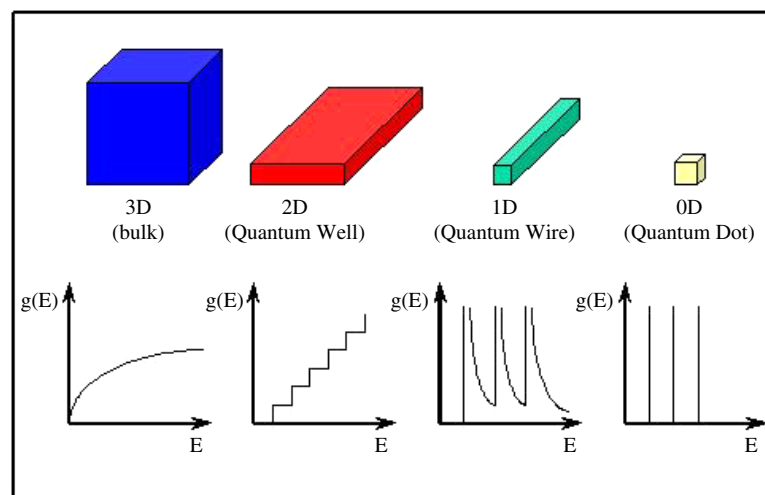 3D
(bulk)
2D
(Quantum Well)
1D
(Quantum Wire)
0D
(Quantum Dot)
g(E)
E
g(E)
E
g(E)
E
g(E)
E